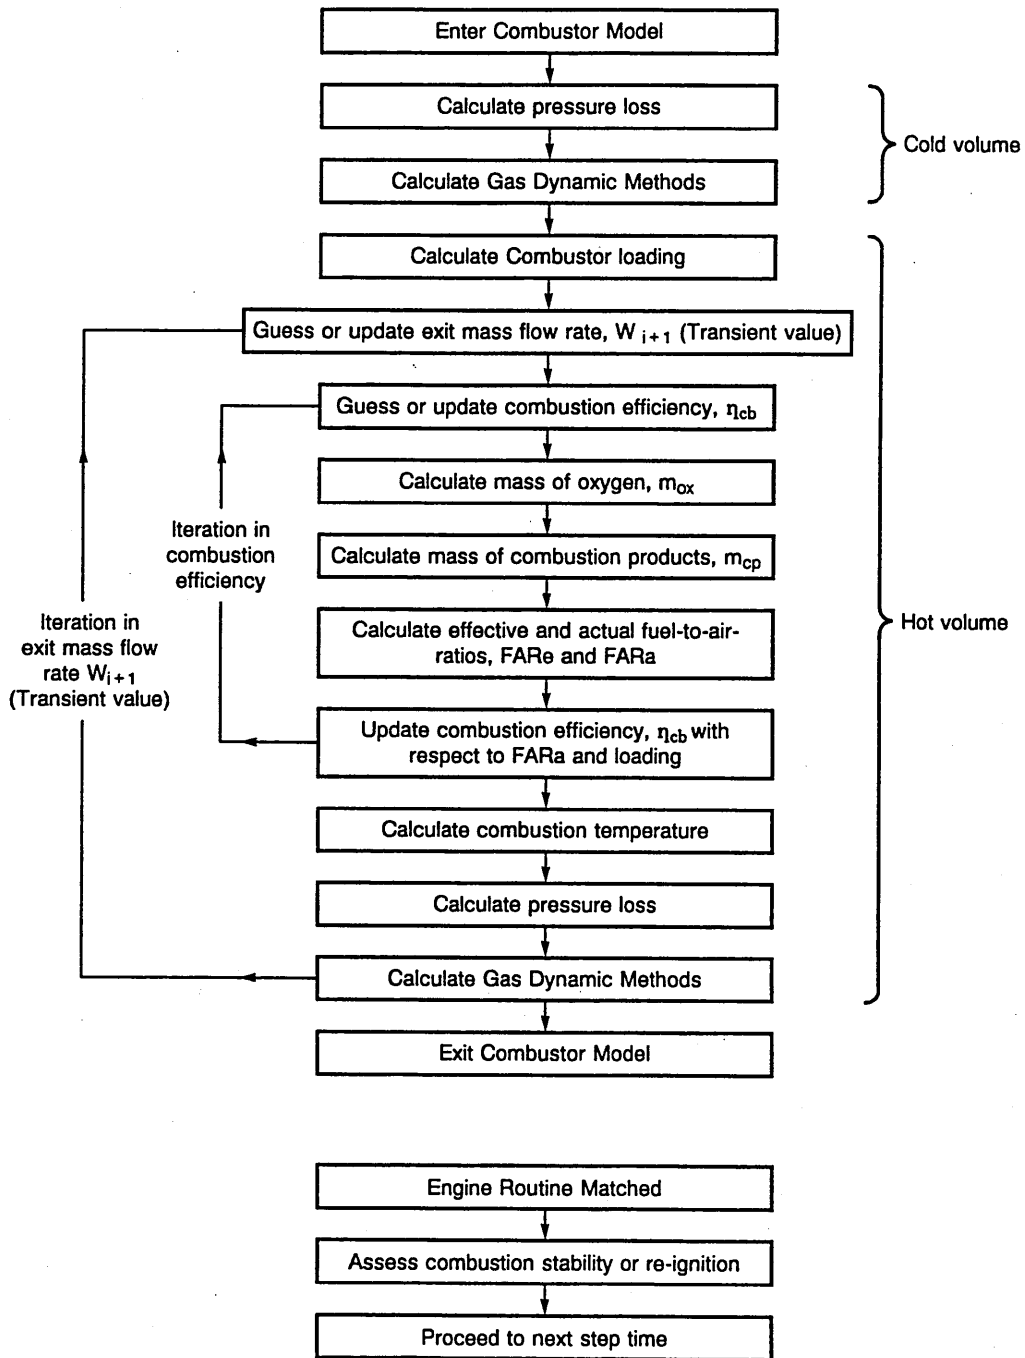 Enter Combustor Model
Calculate pressure loss
Calculate Gas Dynamic Methods
Cold volume
Calculate Combustor loading
Guess or update exit mass flow rate, W i+1 (Transient value)
Guess or update combustion efficiency, ηcb
Calculate mass of oxygen, mox
Calculate mass of combustion products, mcp
Calculate effective and actual fuel-to-air-
ratios, FARe and FARa
Update combustion efficiency, ηcb with
respect to FARa and loading
Calculate combustion temperature
Calculate pressure loss
Calculate Gas Dynamic Methods
Hot volume
Iteration in
combustion
efficiency
Iteration in
exit mass flow
rate Wi+1
(Transient value)
Exit Combustor Model
Engine Routine Matched
Assess combustion stability or re-ignition
Proceed to next step time